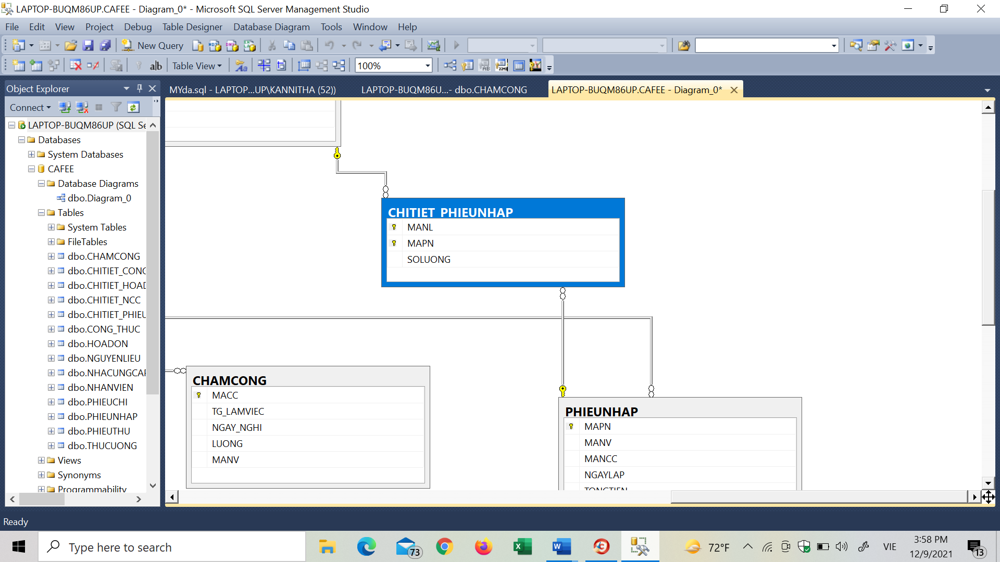 LAPTOP-BUQM86UP.CAFEE - Diagram_0* - Microsoft SQL Server Management Studio
File Edit View Project Debug Table Designer Database Diagram Tools Window Help
New Query
Table View 100%
Object Explorer
MYda.sql - LAPTOP...UP\KANNITHA (52)) LAPTOP-BUQM86U...- dbo.CHAMCONG LAPTOP-BUQM86UP.CAFEE - Diagram_0*
Connect
LAPTOP-BUQM86UP (SQL Se
Databases
System Databases
CAFEE
Database Diagrams
dbo.Diagram_0
Tables
System Tables
FileTables
dbo.CHAMCONG
dbo.CHITIET_CONG
dbo.CHITIET_HOAD
dbo.CHITIET_NCC
dbo.CHITIET_PHIEU
dbo.CONG_THUC
dbo.HOADON
dbo.NGUYENLIEU
dbo.NHACUNGCAP
dbo.NHANVIEN
dbo.PHIEUCHI
dbo.PHIEUNHAP
dbo.PHIEUTHU
dbo.THUCUONG
Views
Synonyms
Programmability
CHITIET_PHIEUNHAP
MANL
MAPN
SOLUONG
CHAMCONG
MACC
TG_LAMVIEC
NGAY_NGHI
LUONG
MANV
PHIEUNHAP
MAPN
MANV
MANCC
NGAYLAP
TONGTIEN
Ready
Type here to search
73
72°F
VIE
3:58 PM
12/9/2021
13